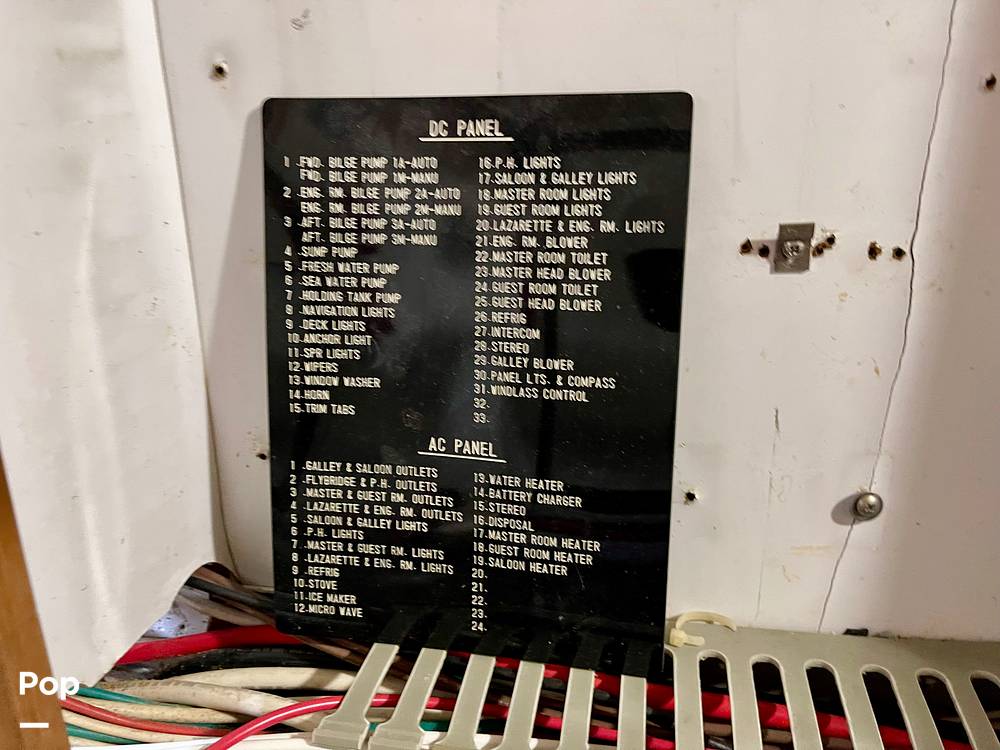 DC PANEL
1 .FWD. BILGE PUMP 1A-AUTO
FWD. BILGE PUMP 1M-MANU
2 .ENG. RM. BILGE PUMP 2A-AUTO
ENG. RM. BILGE PUMP 2M-MANU
3 .AFT. BILGE PUMP 3A-AUTO
AFT. BILGE PUMP 3M-MANU
4 .SUMP PUMP
5 .FRESH WATER PUMP
6 .SEA WATER PUMP
7 .HOLDING TANK PUMP
8 .NAVIGATION LIGHTS
9 .DECK LIGHTS
10.ANCHOR LIGHT
11.SPR LIGHTS
12.WIPERS
13.WINDOW WASHER
14.HORN
15.TRIM TABS
16.P.H. LIGHTS
17.SALOON & GALLEY LIGHTS
18.MASTER ROOM LIGHTS
19.GUEST ROOM LIGHTS
20.LAZARETTE & ENG. RM. LIGHTS
21.ENG. RM. BLOWER
22.MASTER ROOM TOILET
23.MASTER HEAD BLOWER
24.GUEST ROOM TOILET
25.GUEST HEAD BLOWER
26.REFRIG
27.INTERCOM
28.STEREO
29.GALLEY BLOWER
30.PANEL LTS. & COMPASS
31.WINDLASS CONTROL
32.
33.
AC PANEL
1 .GALLEY & SALOON OUTLETS
2 .FLYBRIDGE & P.H. OUTLETS
3 .MASTER & GUEST RM. OUTLETS
4 .LAZARETTE & ENG. RM. OUTLETS
5 .SALOON & GALLEY LIGHTS
6 .P.H. LIGHTS
7 .MASTER & GUEST RM. LIGHTS
8 .LAZARETTE & ENG. RM. LIGHTS
9 .REFRIG
10.STOVE
11.ICE MAKER
12.MICRO WAVE
13.WATER HEATER
14.BATTERY CHARGER
15.STEREO
16.DISPOSAL
17.MASTER ROOM HEATER
18.GUEST ROOM HEATER
19.SALOON HEATER
20.
21.
22.
23.
24.
Pop